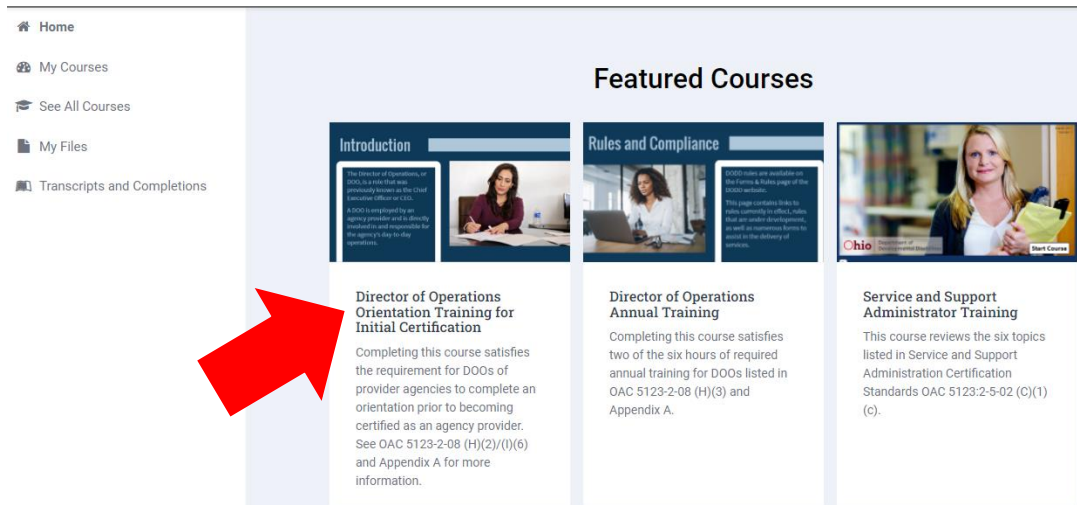 Home
My Courses
See All Courses
My Files
Transcripts and Completions
Featured Courses
Introduction
The Director of Operations, or
DOO, is a role that was
previously known as the Chief
Executive Officer or CEO.
A DOO is employed by an
agency provider and is directly
involved in and responsible for
the agency's day-to-day
operations.
Director of Operations
Orientation Training for
Initial Certification
Completing this course satisfies
the requirement for DOOs of
provider agencies to complete an
orientation prior to becoming
certified as an agency provider.
See OAC 5123-2-08 (H)(2)/(I)(6)
and Appendix A for more
information.
Rules and Compliance
DODD rules are available on
the Forms & Rules page of the
DODD website.
This page contains links to
rules currently in effect, rules
that are under development,
as well as numerous forms to
assist in the delivery of
services.
Director of Operations
Annual Training
Completing this course satisfies
two of the six hours of required
annual training for DOOs listed in
OAC 5123-2-08 (H)(3) and
Appendix A.
Ohio
Department of
Developmental Disabilities
Start Course
Service and Support
Administrator Training
This course reviews the six topics
listed in Service and Support
Administration Certification
Standards OAC 5123:2-5-02 (C)(1)
(c).